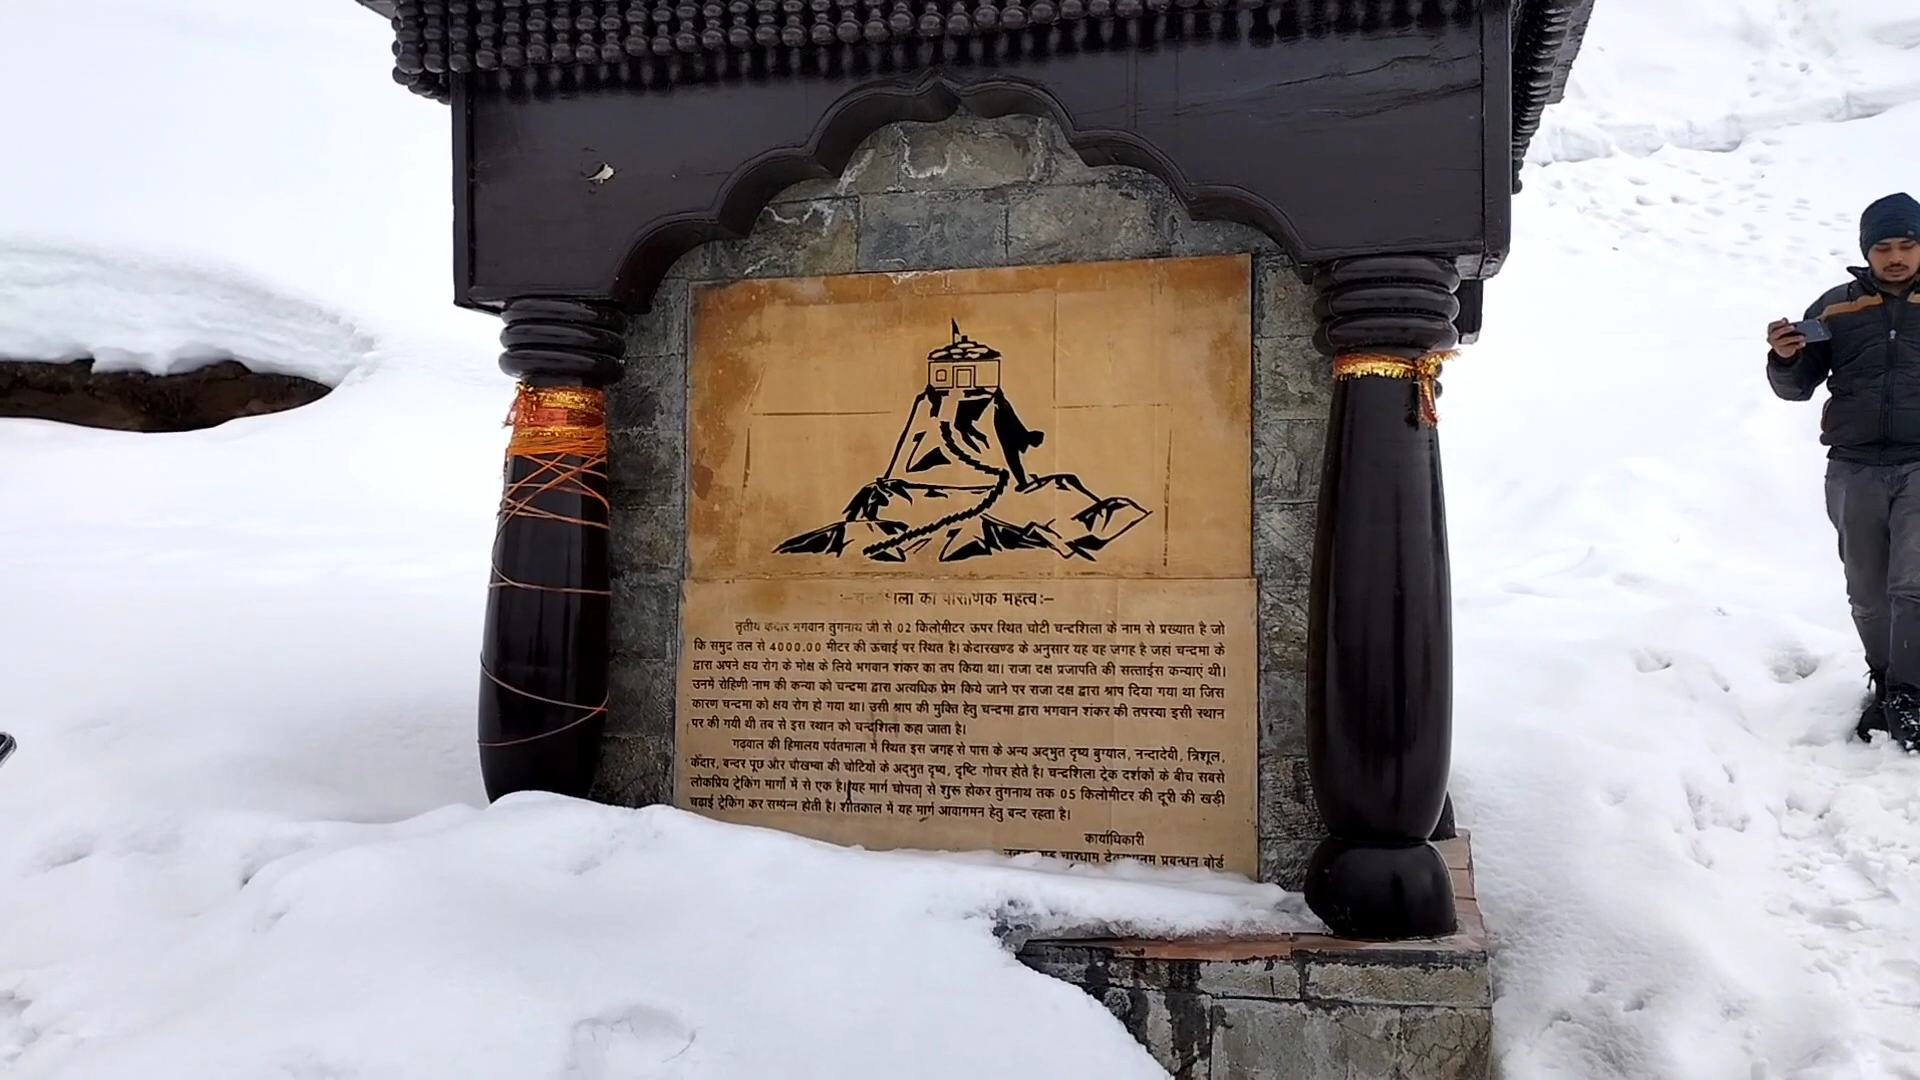 महत्व :–
तृतीय केदार भगवान तुंगनाथ जी से 02 किलोमीटर ऊपर स्थित चोटी चन्द्रशिला के नाम से प्रख्यात है जो
कि समुद्र तल से 4000.00 मीटर की ऊंचाई पर स्थित है। केदारखण्ड के अनुसार यह वह जगह है जहां चन्द्रमा के
द्वारा अपने क्षय रोग के मोक्ष के लिये भगवान शंकर का तप किया था। राजा दक्ष प्रजापति की सत्ताईस कन्याएं थी।
उनमें रोहिणी नाम की कन्या को चन्द्रमा द्वारा अत्यधिक प्रेम किये जाने पर राजा दक्ष द्वारा श्राप दिया गया था जिस
कारण चन्द्रमा को क्षय रोग हो गया था। उसी श्राप की मुक्ति हेतु चन्द्रमा द्वारा भगवान शंकर की तपस्या इसी स्थान
पर की गयी थी तब से इस स्थान को चन्द्रशिला कहा जाता है।
गढ़वाल की हिमालय पर्वतमाला में स्थित इस जगह से पास के अन्य अद्भुत दृष्य बुग्याल, नन्दादेवी, त्रिशूल,
केदार, बन्दर पूछ और चौखम्बा की चोटियों के अद्भुत दृष्य, दृष्टि गोचर होते है। चन्द्रशिला ट्रेक दर्शकों के बीच सबसे
लोकप्रिय ट्रेकिंग मार्गों में से एक है। यह मार्ग चोपता से शुरू होकर तुंगनाथ तक 05 किलोमीटर की दूरी की खड़ी
चढ़ाई ट्रेकिंग कर सम्पन्न होती है। शीतकाल में यह मार्ग आवागमन हेतु बन्द रहता है।
कार्याधिकारी
चारधाम देवस्थानम प्रबन्धन बोर्ड